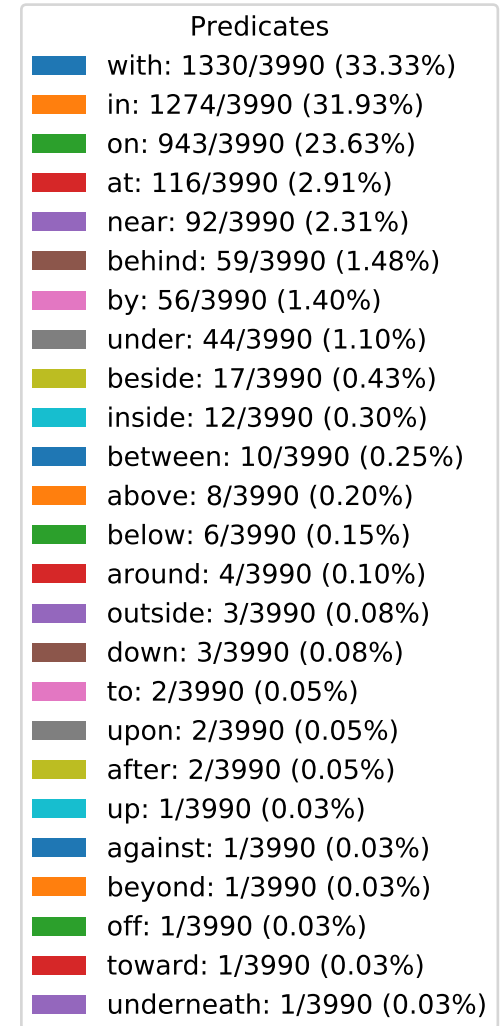 Predicates
with: 1330/3990 (33.33%)
in: 1274/3990 (31.93%)
on: 943/3990 (23.63%)
at: 116/3990 (2.91%)
near: 92/3990 (2.31%)
behind: 59/3990 (1.48%)
by: 56/3990 (1.40%)
under: 44/3990 (1.10%)
beside: 17/3990 (0.43%)
inside: 12/3990 (0.30%)
between: 10/3990 (0.25%)
above: 8/3990 (0.20%)
below: 6/3990 (0.15%)
around: 4/3990 (0.10%)
outside: 3/3990 (0.08%)
down: 3/3990 (0.08%)
to: 2/3990 (0.05%)
upon: 2/3990 (0.05%)
after: 2/3990 (0.05%)
up: 1/3990 (0.03%)
against: 1/3990 (0.03%)
beyond: 1/3990 (0.03%)
off: 1/3990 (0.03%)
toward: 1/3990 (0.03%)
underneath: 1/3990 (0.03%)